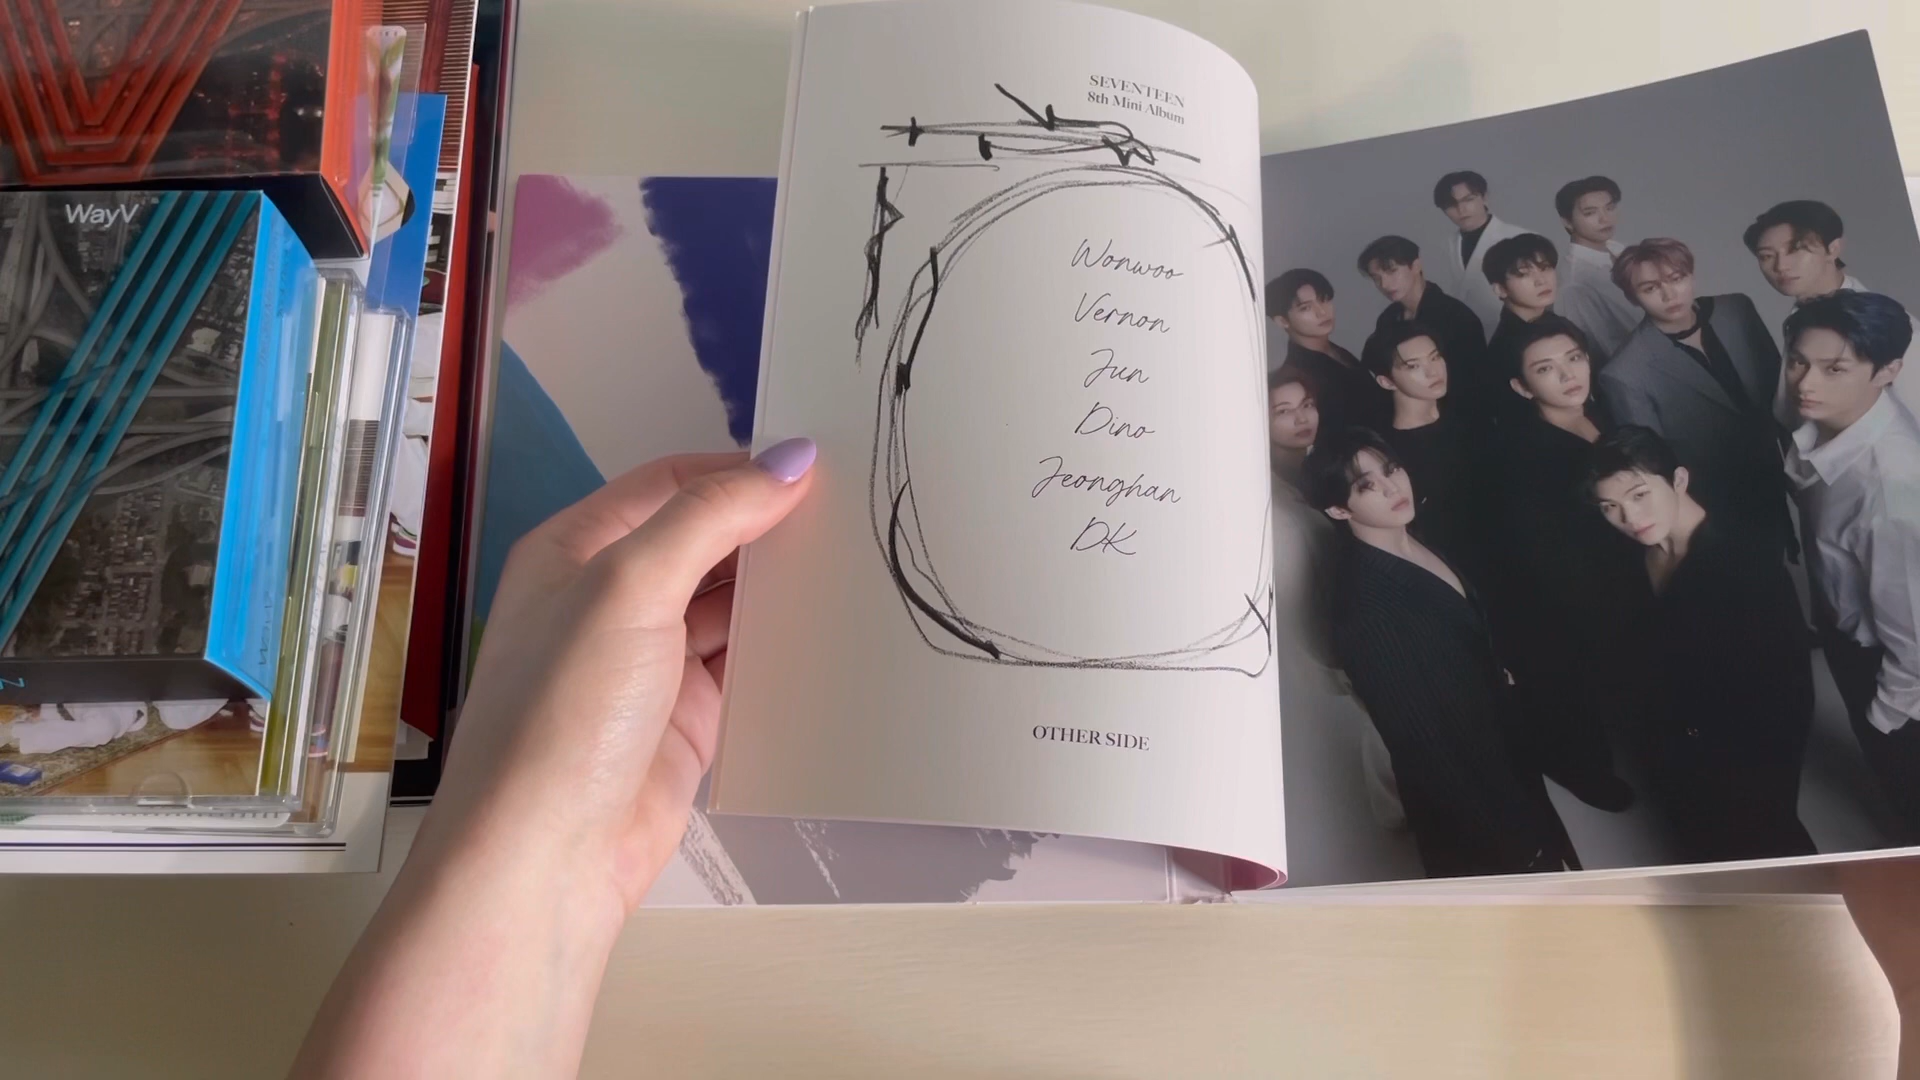 WayV
SEVENTEEN
8th Mini Album
Wonwoo
Vernon
Jun
Dino
Jeonghan
DK
OTHER SIDE